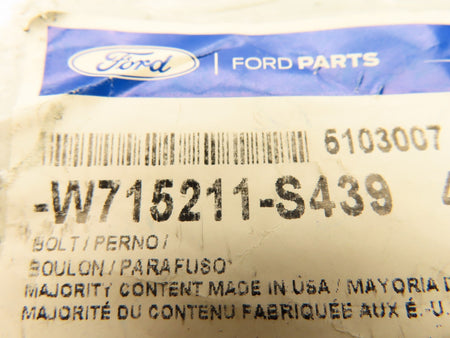 Ford | FORD PARTS
6103007
-W715211-S439 4
BOLT/PERNO/
BOULON/PARAFUSO
MAJORITY CONTENT MADE IN USA/MAYORIA D
MAJORITÉ DU CONTENU FABRIQUÉE AUX É.-U.